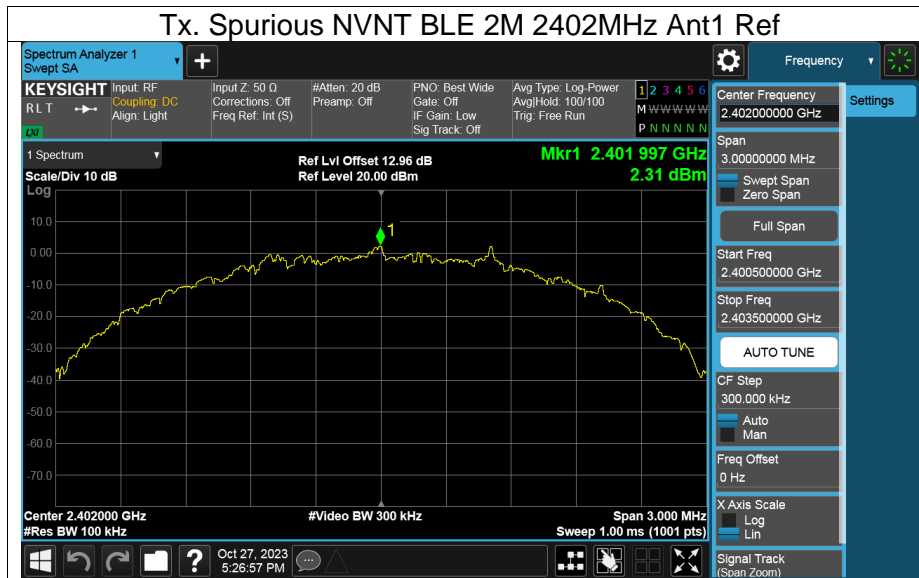 Tx. Spurious NVNT BLE 2M 2402MHz Ant1 Ref
Spectrum Analyzer 1
Swept SA
Frequency
KEYSIGHT
RLT
LXI
Input: RF
Coupling: DC
Align: Light
Input Z: 50 Ω
Corrections: Off
Freq Ref: Int (S)
#Atten: 20 dB
Preamp: Off
PNO: Best Wide
Gate: Off
IF Gain: Low
Sig Track: Off
Avg Type: Log-Power
Avg|Hold: 100/100
Trig: Free Run
1 2 3 4 5 6
M W W W W W
P N N N N N
1 Spectrum
Scale/Div 10 dB
Ref Lvl Offset 12.96 dB
Ref Level 20.00 dBm
Mkr1 2.401 997 GHz
2.31 dBm
Log
10.0
0.00
-10.0
-20.0
-30.0
-40.0
-50.0
-60.0
-70.0
1
Center 2.402000 GHz
#Res BW 100 kHz
#Video BW 300 kHz
Span 3.000 MHz
Sweep 1.00 ms (1001 pts)
Oct 27, 2023
5:26:57 PM
Center Frequency
2.402000000 GHz
Settings
Span
3.00000000 MHz
Swept Span
Zero Span
Full Span
Start Freq
2.400500000 GHz
Stop Freq
2.403500000 GHz
AUTO TUNE
CF Step
300.000 kHz
Auto
Man
Freq Offset
0 Hz
X Axis Scale
Log
Lin
Signal Track
(Span Zoom)